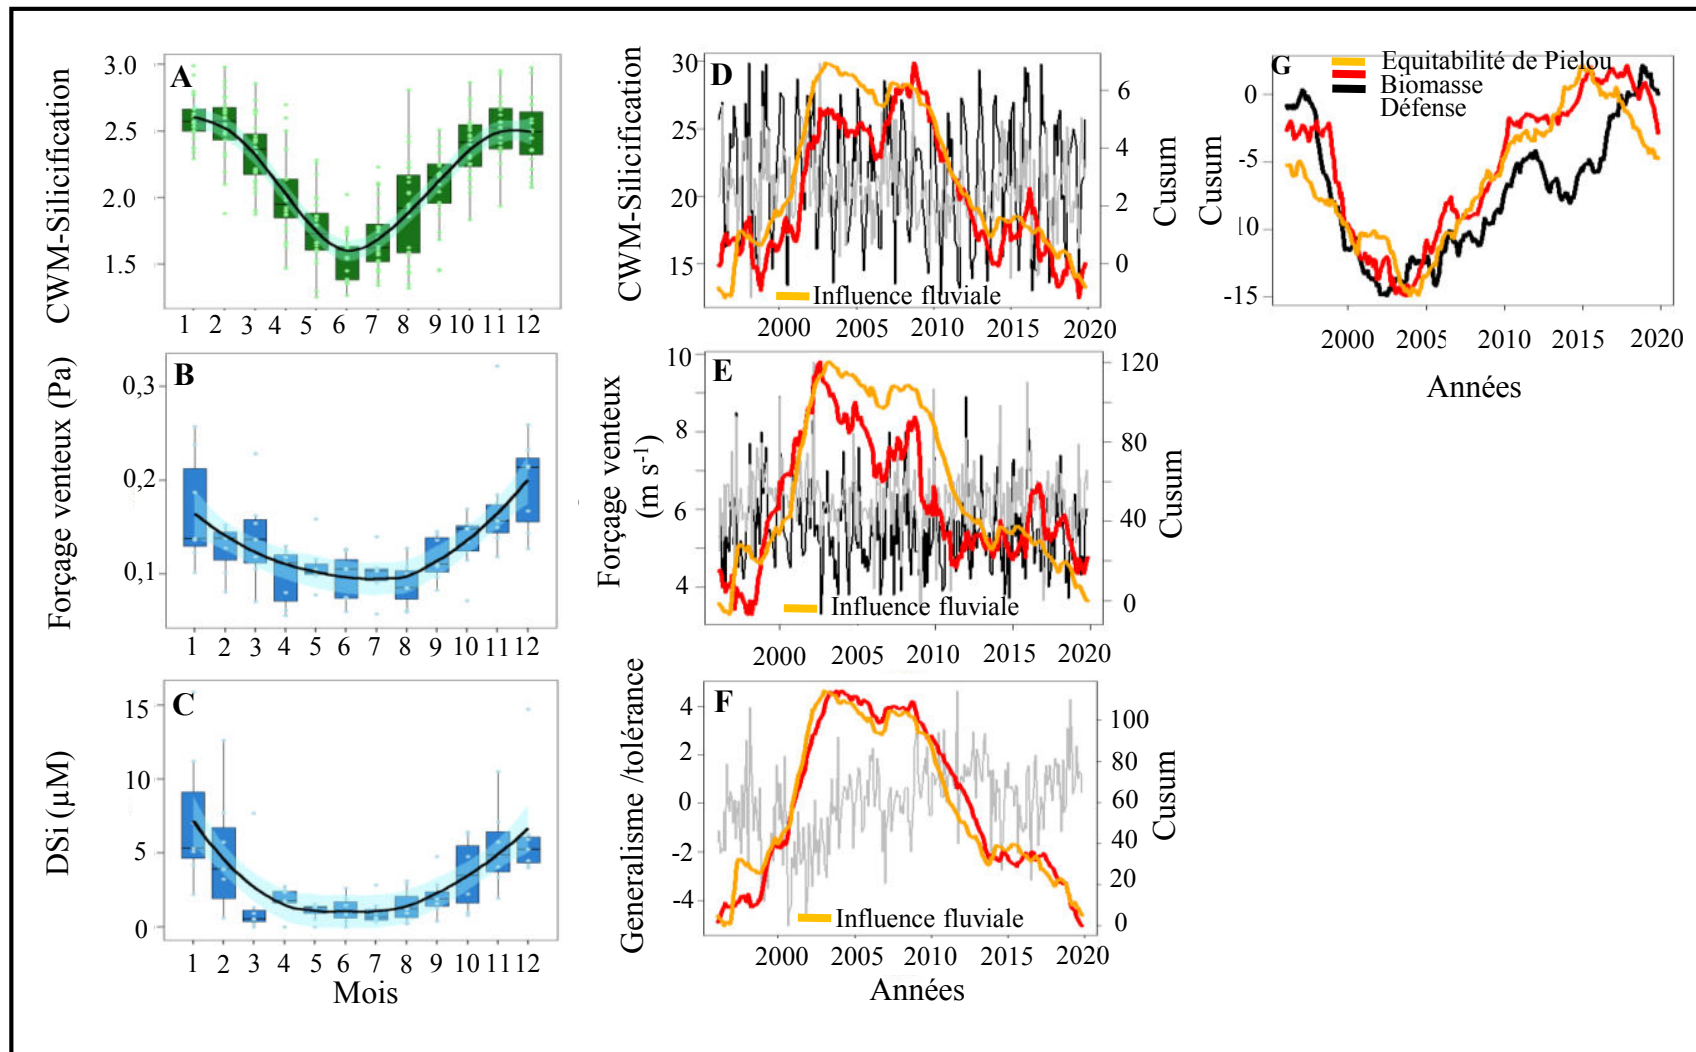 A
CWM-Silicification
3.0
2.5
2.0
1.5
1 2 3 4 5 6 7 8 9 10 11 12
B
Forçage venteux (Pa)
0,3
0,2
0,1
1 2 3 4 5 6 7 8 9 10 11 12
C
DSi (µM)
15
10
5
0
1 2 3 4 5 6 7 8 9 10 11 12
Mois
D
CWM-Silicification
30
25
20
15
6
4
2
0
Cusum
Influence fluviale
2000 2005 2010 2015 2020
E
Forçage venteux
(m s-1)
10
8
6
4
120
80
40
0
Cusum
Influence fluviale
2000 2005 2010 2015 2020
F
Generalisme /tolérance
4
2
0
-2
-4
100
80
60
40
20
0
Cusum
Influence fluviale
2000 2005 2010 2015 2020
Années
G
Equitabilité de Pielou
Biomasse
Défense
Cusum
0
-5
-10
-15
2000 2005 2010 2015 2020
Années